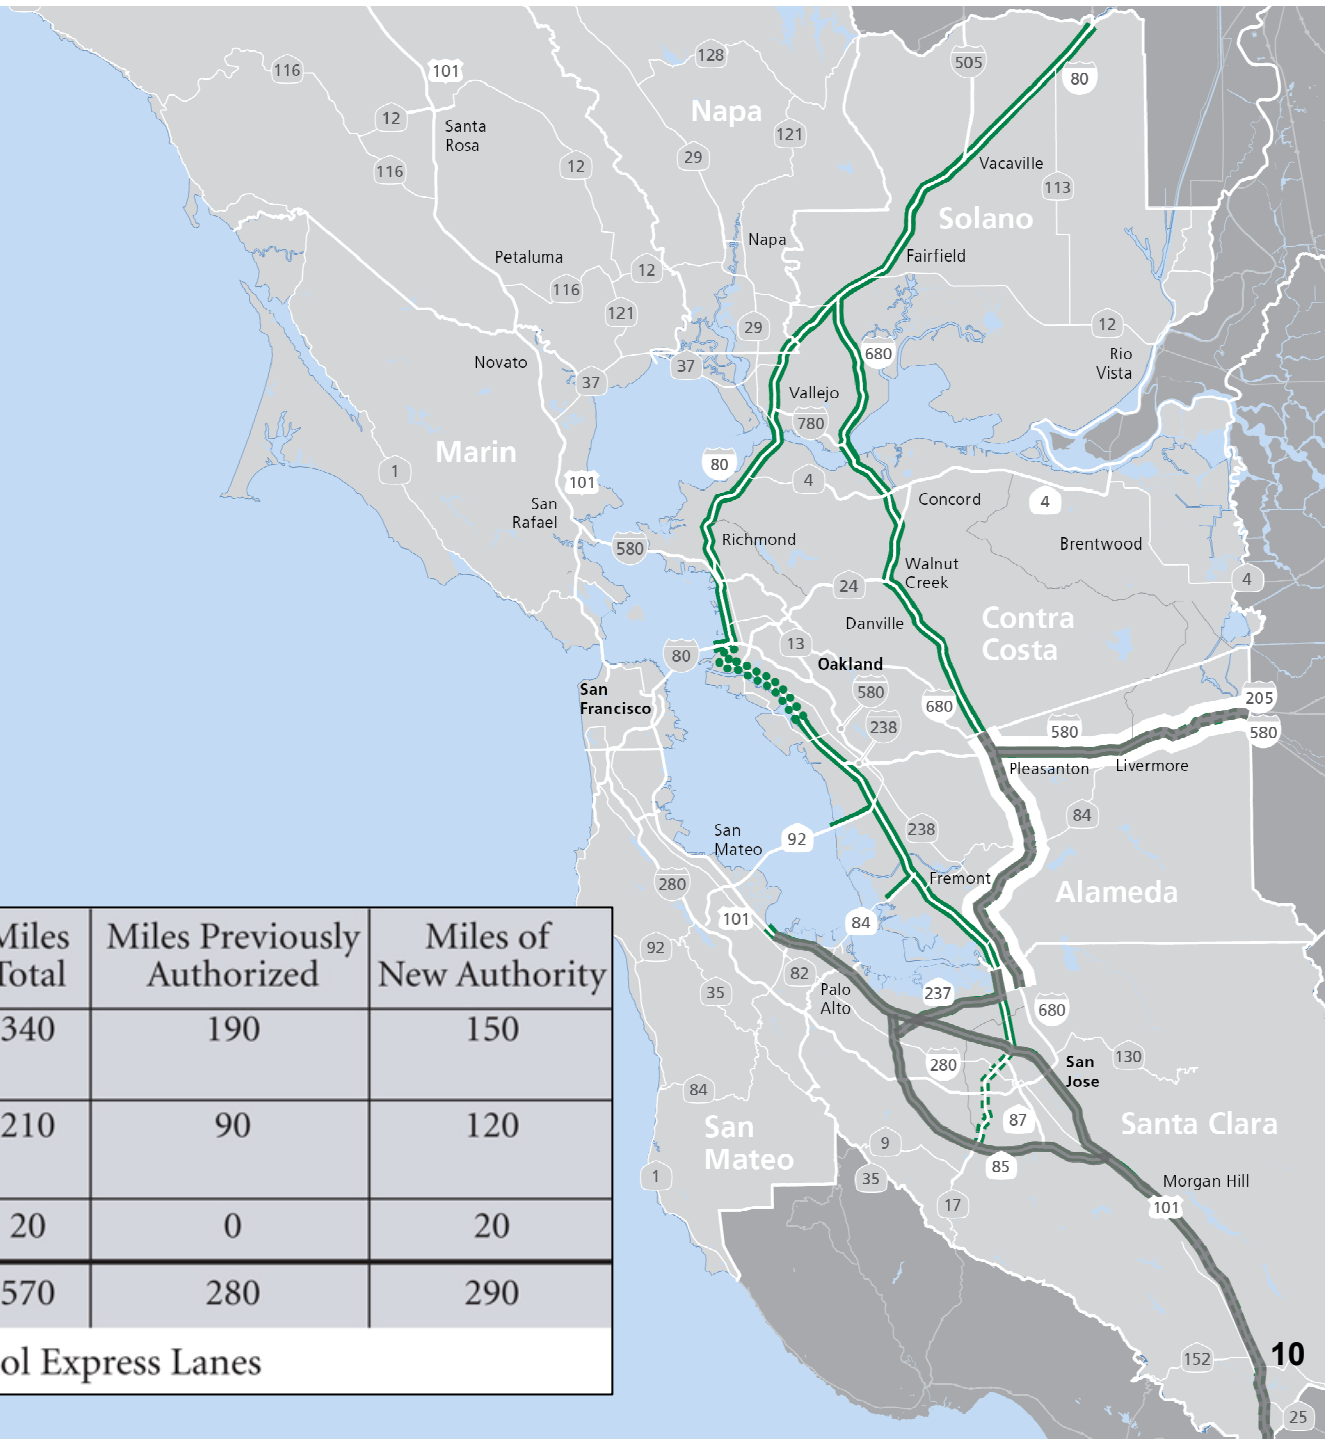 505
128
116
101
80
Napa
12
Santa
Rosa
121
29
12
Vacaville
116
113
Solano
Napa
Fairfield
Petaluma
12
116
121
29
12
680
Rio
Vista
Novato
37
37
Vallejo
780
Marin
80
1
4
101
Concord
4
San
Rafael
Richmond
Brentwood
580
Walnut
Creek
24
4
Danville
Contra
Costa
13
80
Oakland
San
Francisco
580
680
205
238
580
580
Pleasanton
Livermore
84
San
Mateo
92
238
280
Fremont
Alameda
101
84
92
82
35
Palo
Alto
237
680
280
San
Jose
130
84
87
Santa Clara
San
Mateo
9
85
35
1
Morgan Hill
17
101
152
10
25
Miles
Total
Miles Previously
Authorized
Miles of
New Authority
340 190 150
210 90 120
20 0 20
570 280 290
ol Express Lanes